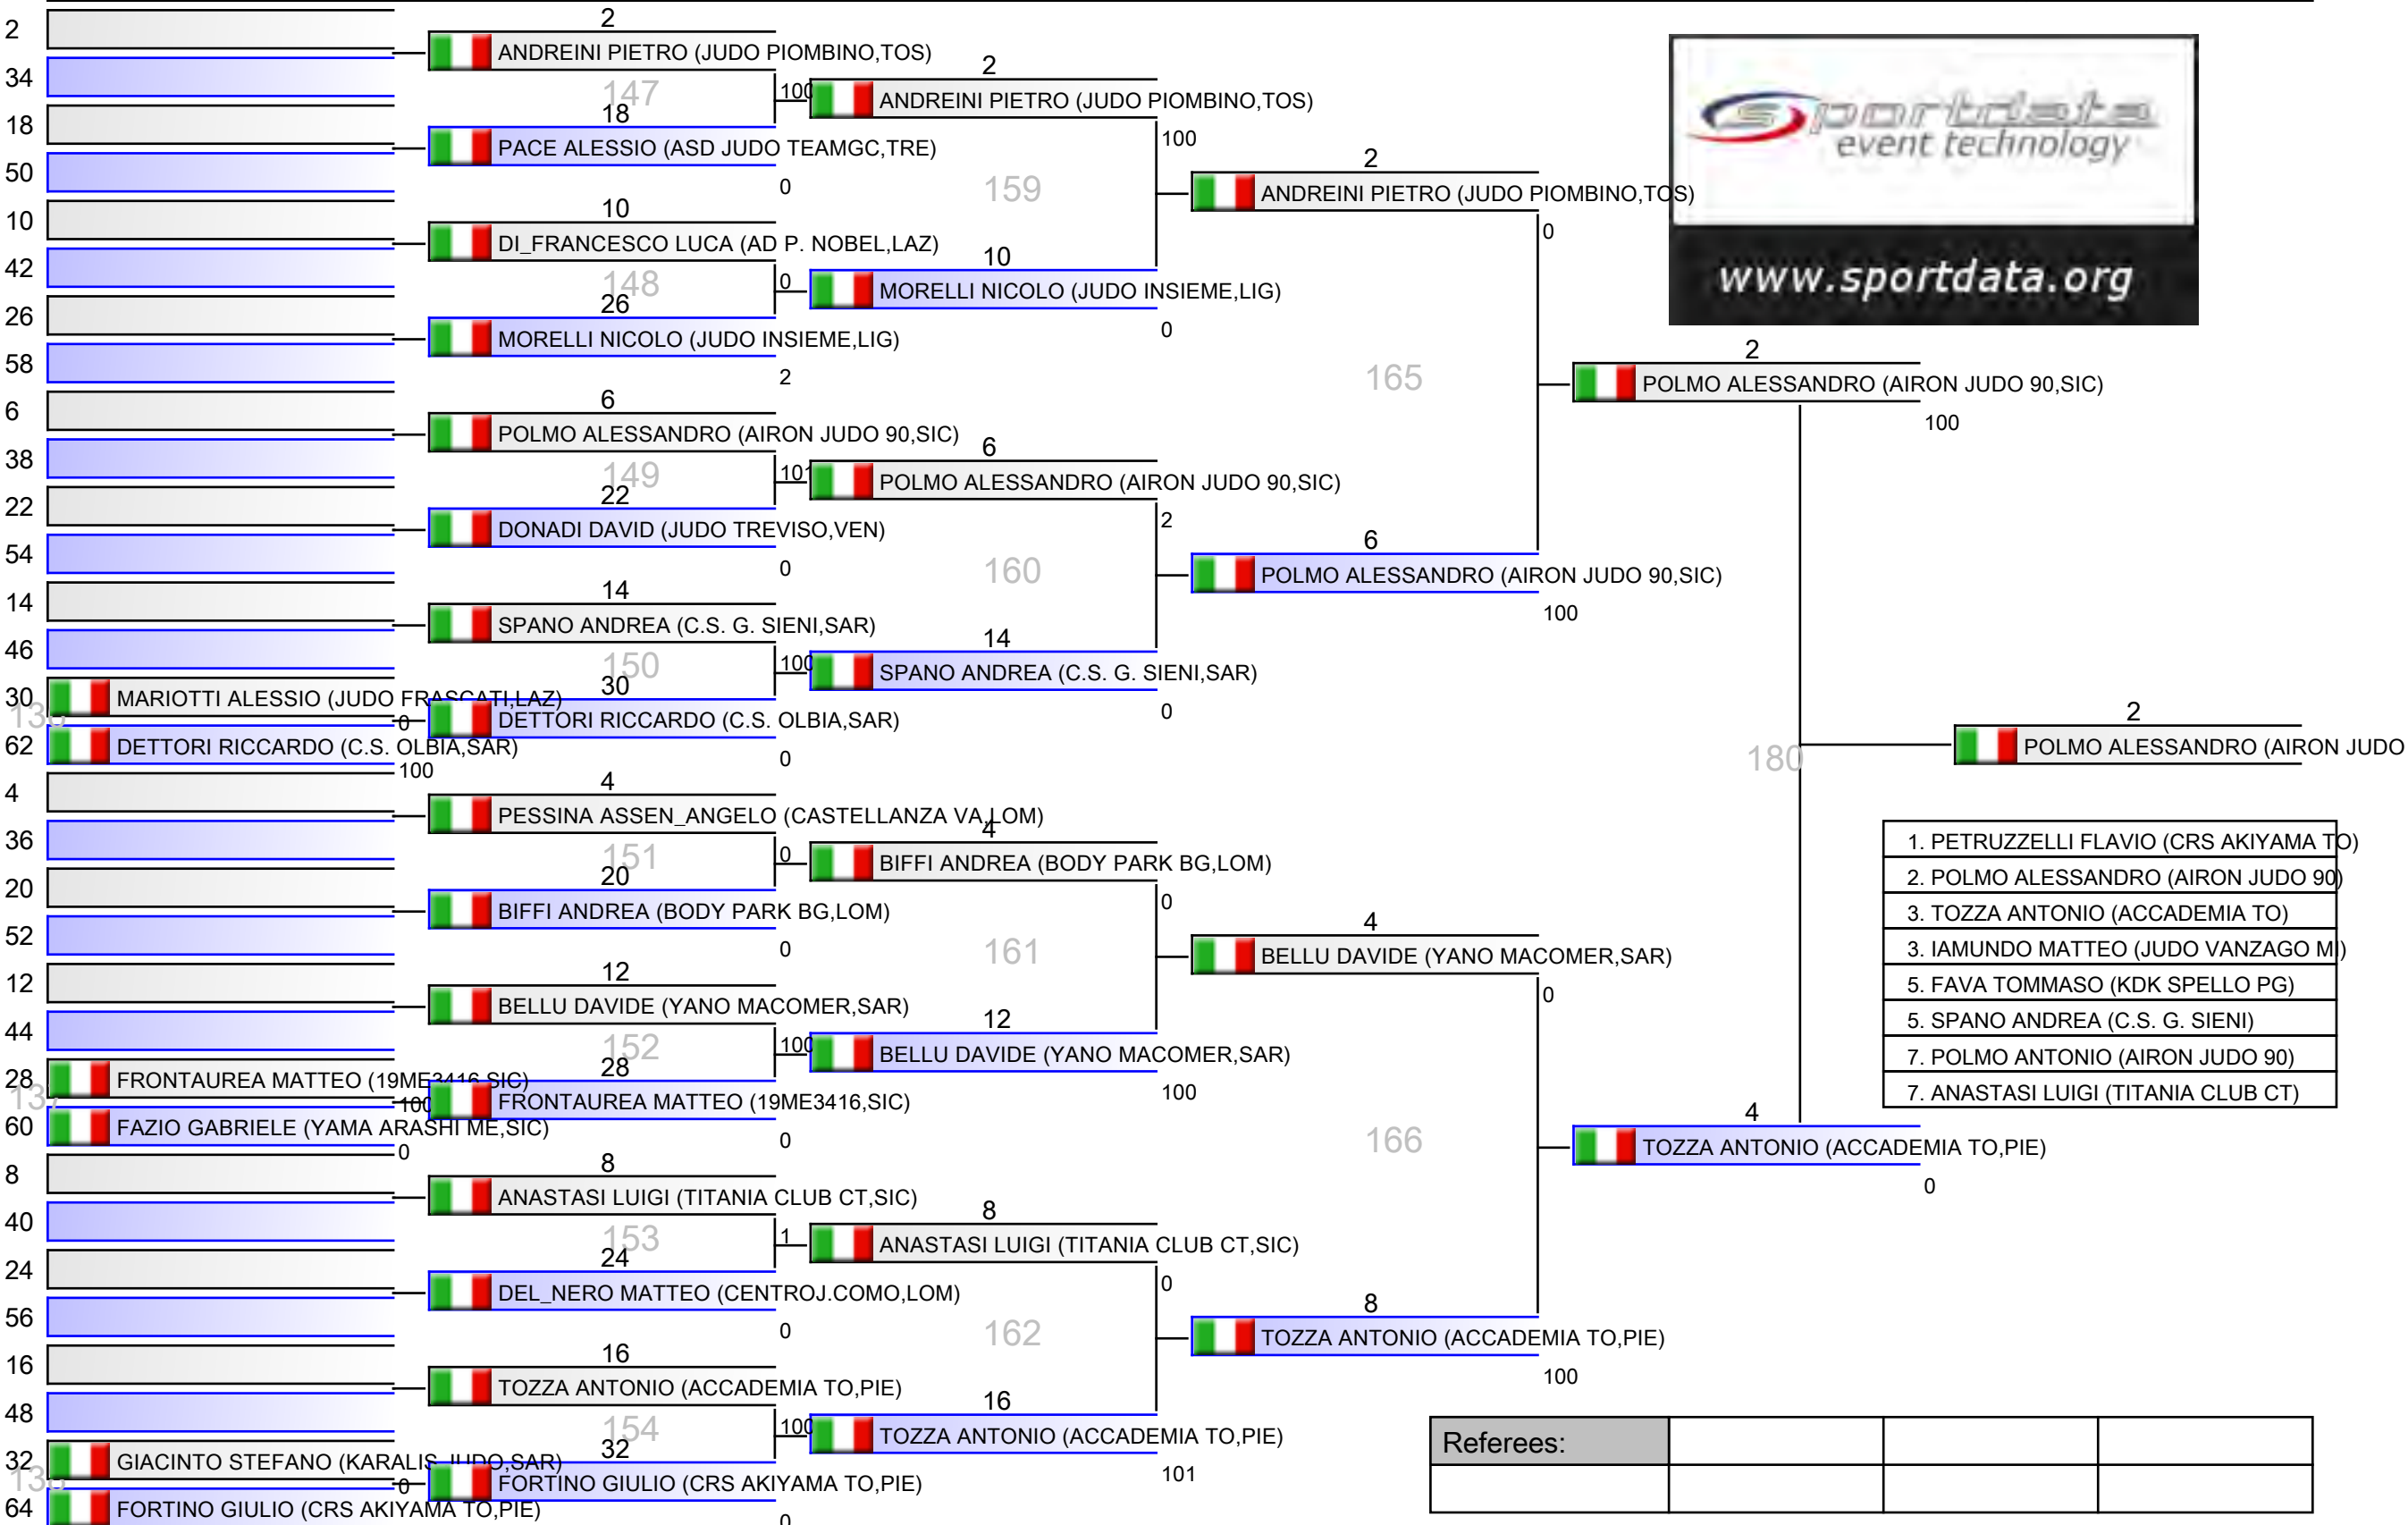 2
34
18
50
10
42
26
58
6
38
22
54
14
46
30 MARIOTTI ALESSIO (JUDO FRASCATI,LAZ)
0
62 DETTORI RICCARDO (C.S. OLBIA,SAR)
100
4
36
20
52
12
44
28 FRONTAUREA MATTEO (19ME3416,SIC)
137
100
60 FAZIO GABRIELE (YAMA ARASHI ME,SIC)
0
8
40
24
56
16
48
32 GIACINTO STEFANO (KARALIS JUDO,SAR)
0
64 FORTINO GIULIO (CRS AKIYAMA TO,PIE)
2
ANDREINI PIETRO (JUDO PIOMBINO,TOS)
147
100
18
PACE ALESSIO (ASD JUDO TEAMGC,TRE)
0
10
DI_FRANCESCO LUCA (AD P. NOBEL,LAZ)
148
0
26
MORELLI NICOLO (JUDO INSIEME,LIG)
2
6
POLMO ALESSANDRO (AIRON JUDO 90,SIC)
149
101
22
DONADI DAVID (JUDO TREVISO,VEN)
0
14
SPANO ANDREA (C.S. G. SIENI,SAR)
150
100
30
DETTORI RICCARDO (C.S. OLBIA,SAR)
0
4
PESSINA ASSEN_ANGELO (CASTELLANZA VA,LOM)
151
0
20
BIFFI ANDREA (BODY PARK BG,LOM)
0
12
BELLU DAVIDE (YANO MACOMER,SAR)
152
100
28
FRONTAUREA MATTEO (19ME3416,SIC)
0
8
ANASTASI LUIGI (TITANIA CLUB CT,SIC)
153
1
24
DEL_NERO MATTEO (CENTROJ.COMO,LOM)
0
16
TOZZA ANTONIO (ACCADEMIA TO,PIE)
154
100
32
FORTINO GIULIO (CRS AKIYAMA TO,PIE)
0
2
ANDREINI PIETRO (JUDO PIOMBINO,TOS)
100
159
10
MORELLI NICOLO (JUDO INSIEME,LIG)
0
6
POLMO ALESSANDRO (AIRON JUDO 90,SIC)
2
160
14
SPANO ANDREA (C.S. G. SIENI,SAR)
0
4
BIFFI ANDREA (BODY PARK BG,LOM)
0
161
12
BELLU DAVIDE (YANO MACOMER,SAR)
100
8
ANASTASI LUIGI (TITANIA CLUB CT,SIC)
0
162
16
TOZZA ANTONIO (ACCADEMIA TO,PIE)
101
2
ANDREINI PIETRO (JUDO PIOMBINO,TOS)
0
165
6
POLMO ALESSANDRO (AIRON JUDO 90,SIC)
100
4
BELLU DAVIDE (YANO MACOMER,SAR)
0
166
8
TOZZA ANTONIO (ACCADEMIA TO,PIE)
100
sportdata
event technology
www.sportdata.org
2
POLMO ALESSANDRO (AIRON JUDO 90,SIC)
100
180
4
TOZZA ANTONIO (ACCADEMIA TO,PIE)
0
2
POLMO ALESSANDRO (AIRON JUDO
1. PETRUZZELLI FLAVIO (CRS AKIYAMA TO)
2. POLMO ALESSANDRO (AIRON JUDO 90)
3. TOZZA ANTONIO (ACCADEMIA TO)
3. IAMUNDO MATTEO (JUDO VANZAGO MI)
5. FAVA TOMMASO (KDK SPELLO PG)
5. SPANO ANDREA (C.S. G. SIENI)
7. POLMO ANTONIO (AIRON JUDO 90)
7. ANASTASI LUIGI (TITANIA CLUB CT)
Referees: